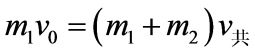 m₁v₀ = (m₁ + m₂)v共